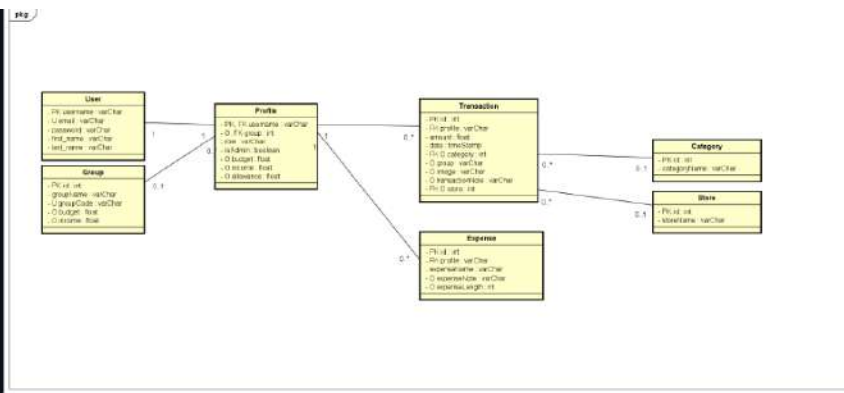 pkg
User
- PK username : varChar
- U email : varChar
- password : varChar
- first_name : varChar
- last_name : varChar
Group
- PK id : int
- groupName : varChar
- U groupCode : varChar
- O budget : float
- O income : float
Profile
- PK, FK username : varChar
- O, FK group : int
varChar
- isAdmin : boolean
- O budget : float
- O income : float
- O allowance : float
Transaction
- PK id : int
- FK profile : varChar
- amount : float
- date : timeStamp
- FK O category : int
- O group : varChar
- O image : varChar
- O transactionNote : varChar
- FK O store : int
Expense
- PK id : int
- FK profile : varChar
- expenseName : varChar
- O expenseNote : varChar
- O expenseLength : int
Category
- PK id : int
- categoryName : varChar
Store
- PK id : int
- storeName : varChar
1
1
0..1
1
1
0..*
0..*
0..*
0..1
0..*
0..1